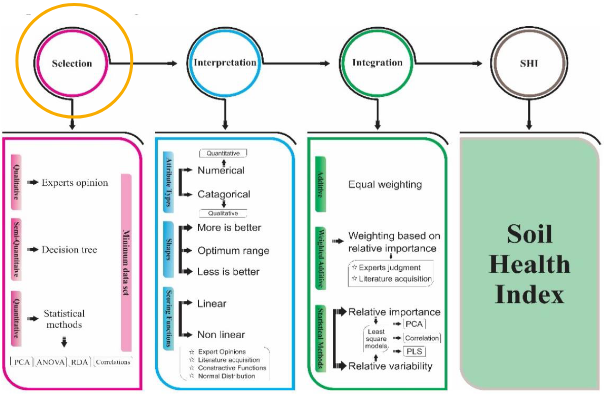 Selection
Interpretation
Integration
SHI
Qualitative
Experts opinion
Semi-Quantitative
Decision tree
Quantitative
Statistical
methods
PCA
ANOVA
RDA
Correlations
Minimum data set
Attribute Types
Quantitative
Numerical
Catagorical
Qualitative
Shapes
More is better
Optimum range
Less is better
Scoring Functions
Linear
Non linear
☆ Expert Opinions
☆ Literature acquisition
☆ Constractive Functions
☆ Normal Distribution
Additive
Equal weighting
Weighted Additive
Weighting based on
relative importance
☆ Experts judgment
☆ Literature acquisition
Statistical Methods
Relative importance
Least
square
models
PCA
Correlation
PLS
Relative variability
Soil
Health
Index